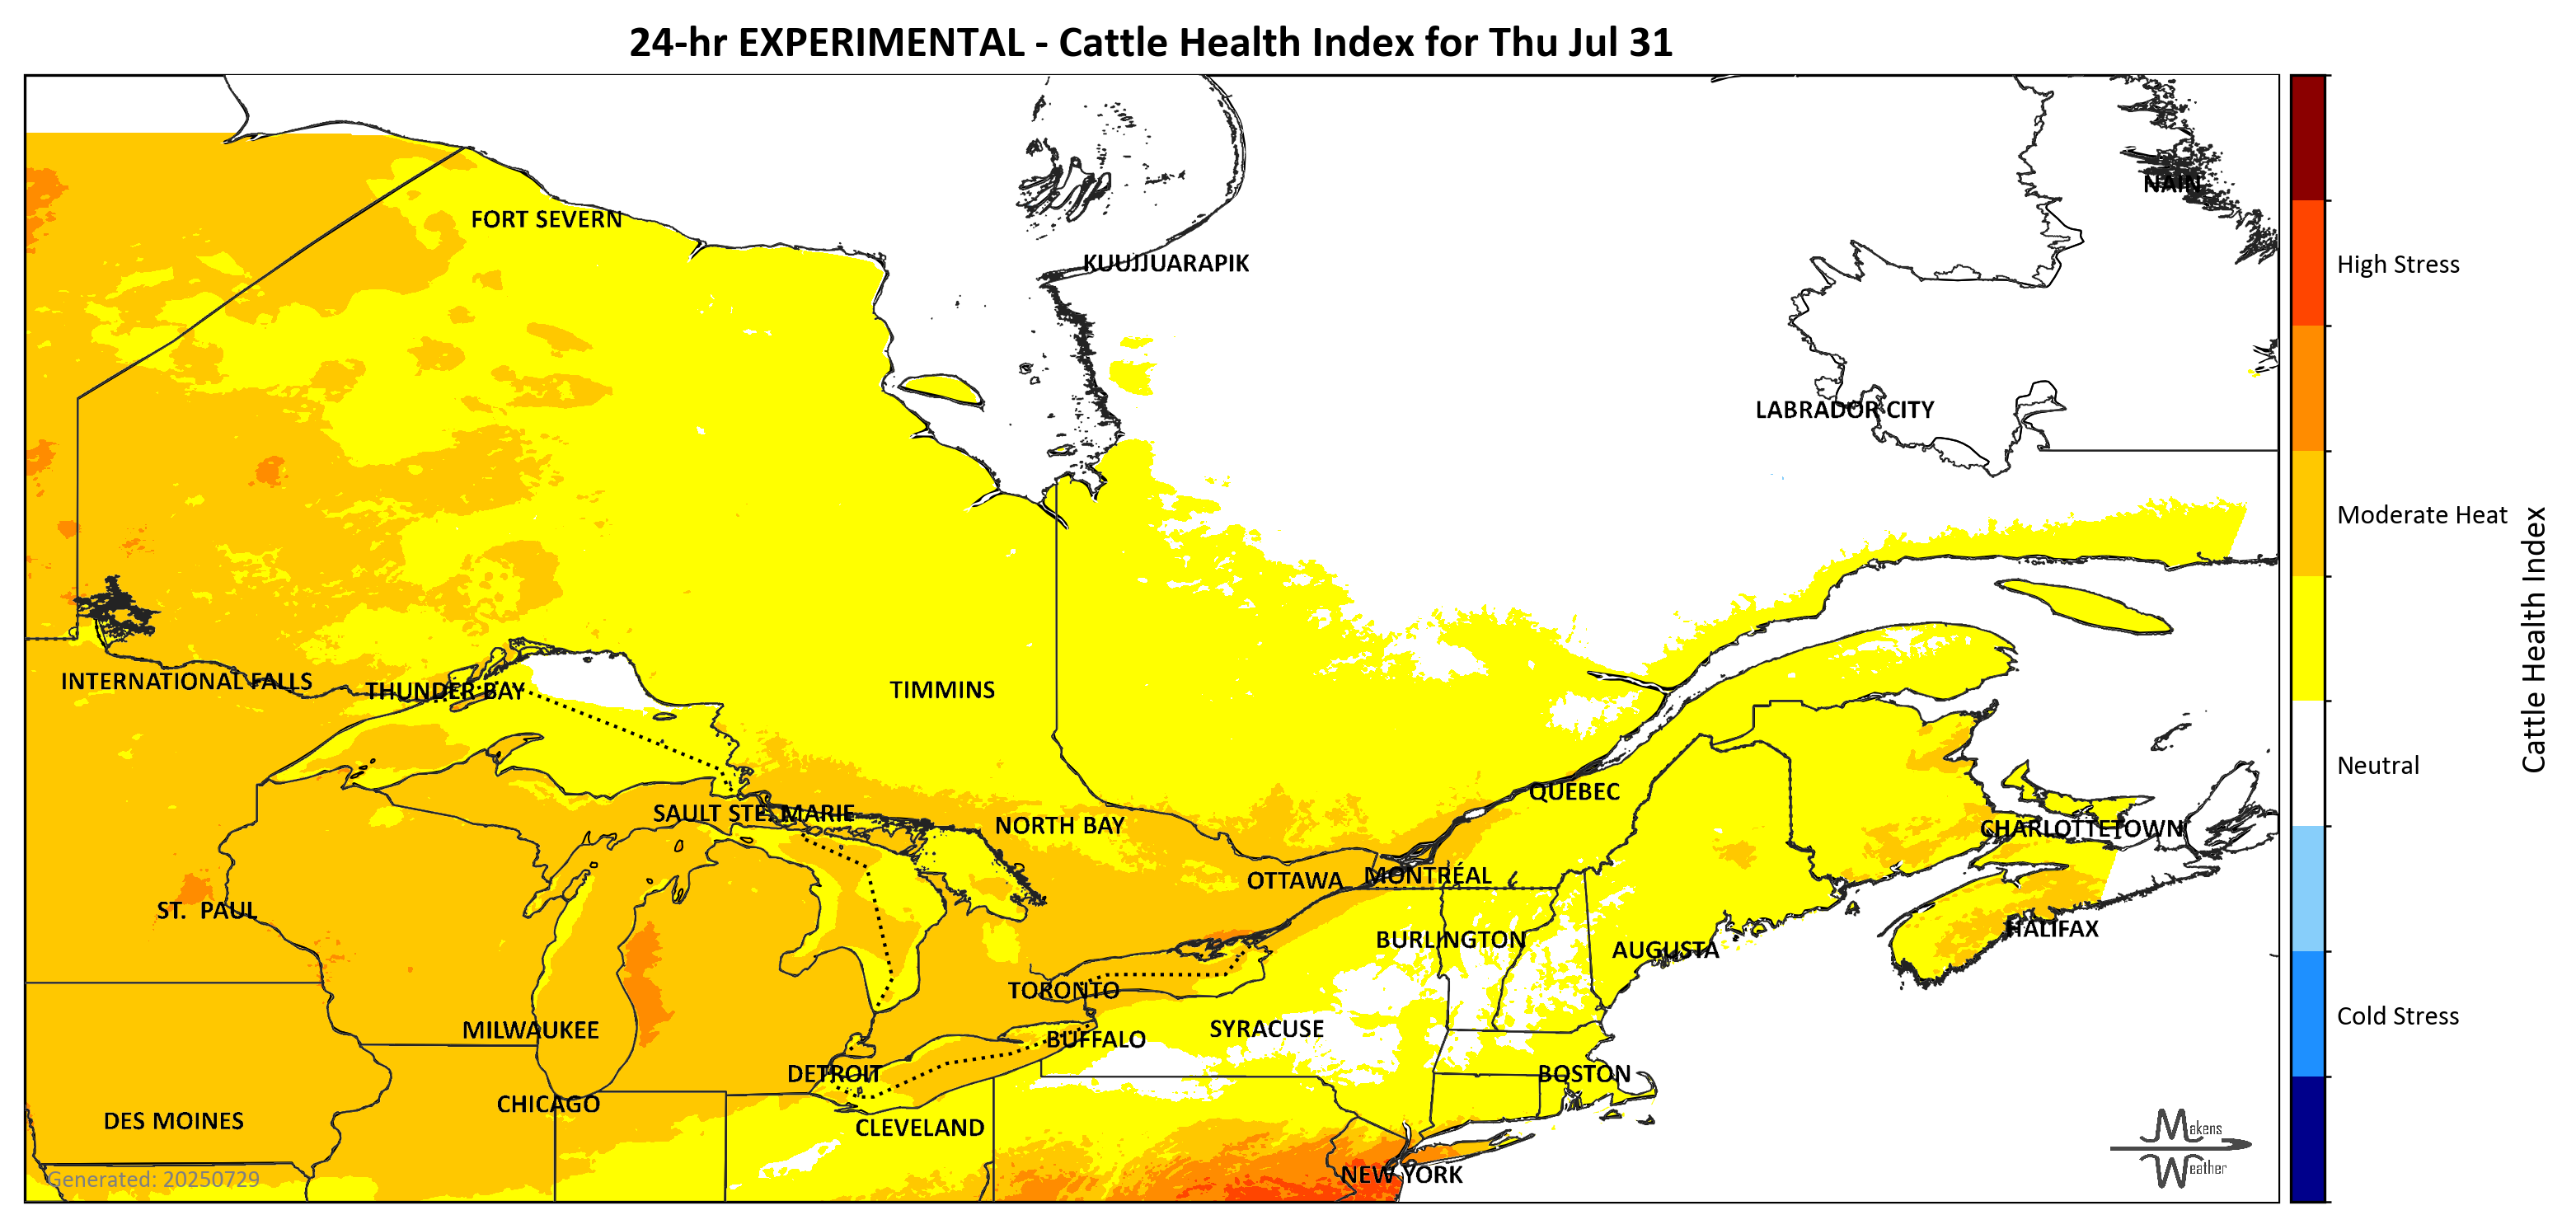 24-hr EXPERIMENTAL - Cattle Health Index for Thu Jul 31
NAIN
FORT SEVERN
KUUJJUARAPIK
High Stress
LABRADOR CITY
Moderate Heat
Cattle Health Index
INTERNATIONAL FALLS
THUNDER BAY
TIMMINS
Neutral
QUEBEC
SAULT STE. MARIE
NORTH BAY
CHARLOTTETOWN
OTTAWA
MONTRÉAL
ST. PAUL
HALIFAX
BURLINGTON
AUGUSTA
TORONTO
Cold Stress
MILWAUKEE
SYRACUSE
BUFFALO
DETROIT
BOSTON
CHICAGO
DES MOINES
CLEVELAND
Makens
Weather
NEW YORK
Generated: 20250729